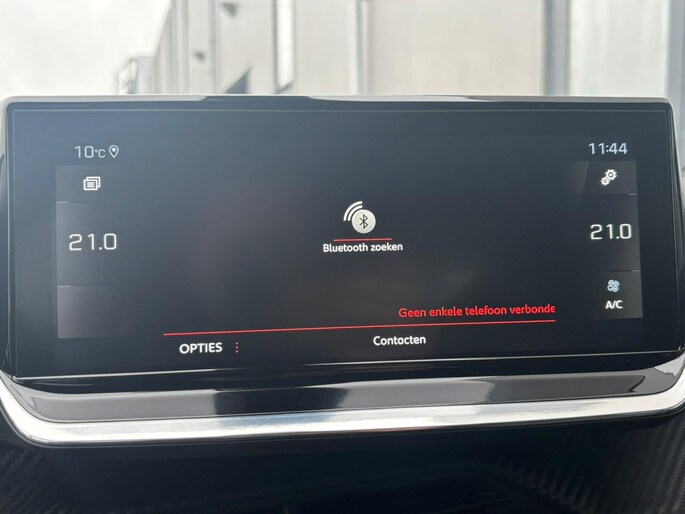 10°C
11:44
21.0
21.0
Bluetooth zoeken
A/C
Geen enkele telefoon verbonde
OPTIES
Contacten